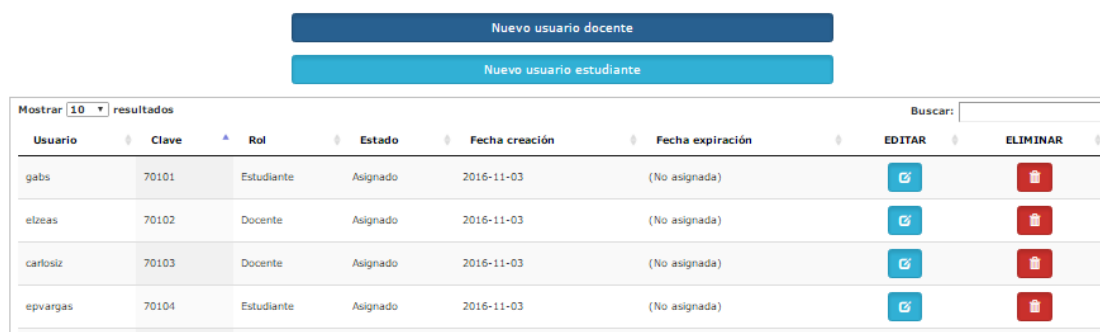 Nuevo usuario docente
Nuevo usuario estudiante
Mostrar 10 resultados Buscar:
Usuario Clave Rol Estado Fecha creación Fecha expiración EDITAR ELIMINAR
gabs 70101 Estudiante Asignado 2016-11-03 (No asignada)
elzeas 70102 Docente Asignado 2016-11-03 (No asignada)
carlosiz 70103 Docente Asignado 2016-11-03 (No asignada)
epvargas 70104 Estudiante Asignado 2016-11-03 (No asignada)